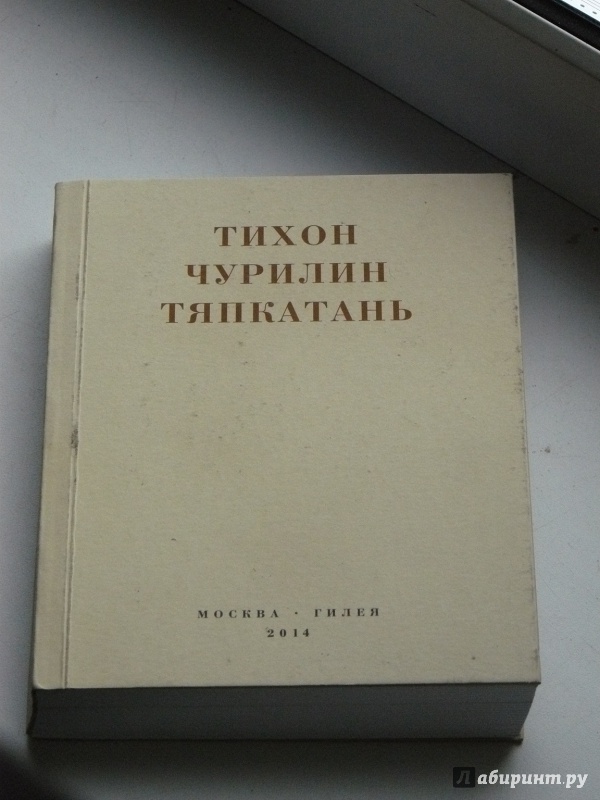 ТИХОН
ЧУРИЛИН
ТЯПКАТАНЬ
МОСКВА · ГИЛЕЯ
2014
Лабиринт.ру